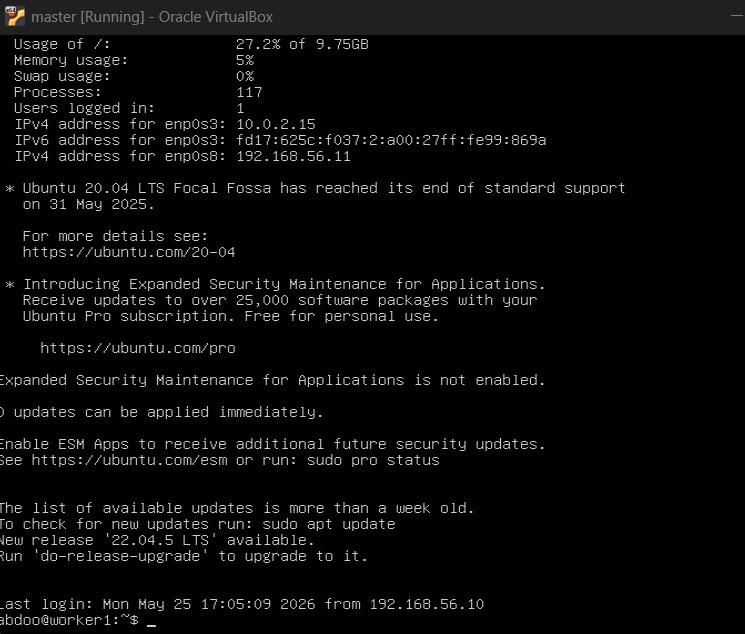 master [Running] - Oracle VirtualBox
Usage of /: 27.2% of 9.75GB
Memory usage: 5%
Swap usage: 0%
Processes: 117
Users logged in: 1
IPv4 address for enp0s3: 10.0.2.15
IPv6 address for enp0s3: fd17:625c:f037:2:a00:27ff:fe99:869a
IPv4 address for enp0s8: 192.168.56.11
* Ubuntu 20.04 LTS Focal Fossa has reached its end of standard support
on 31 May 2025.
For more details see:
https://ubuntu.com/20-04
* Introducing Expanded Security Maintenance for Applications.
Receive updates to over 25,000 software packages with your
Ubuntu Pro subscription. Free for personal use.
https://ubuntu.com/pro
Expanded Security Maintenance for Applications is not enabled.
0 updates can be applied immediately.
Enable ESM Apps to receive additional future security updates.
See https://ubuntu.com/esm or run: sudo pro status
The list of available updates is more than a week old.
To check for new updates run: sudo apt update
New release '22.04.5 LTS' available.
Run 'do-release-upgrade' to upgrade to it.
Last login: Mon May 25 17:05:09 2026 from 192.168.56.10
abdoo@worker1:~$ _